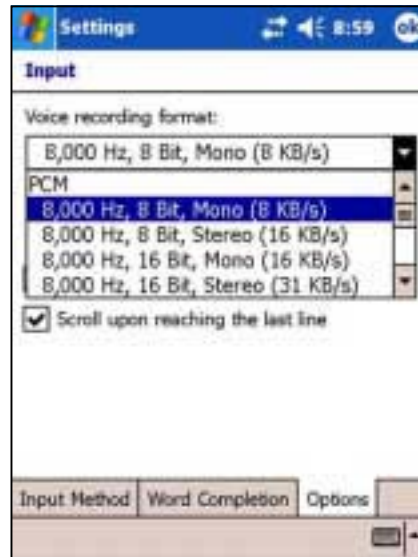 Settings 8:59 ok
Input
Voice recording format:
8,000 Hz, 8 Bit, Mono (8 KB/s)
PCM
8,000 Hz, 8 Bit, Mono (8 KB/s)
8,000 Hz, 8 Bit, Stereo (16 KB/s)
8,000 Hz, 16 Bit, Mono (16 KB/s)
8,000 Hz, 16 Bit, Stereo (31 KB/s)
Scroll upon reaching the last line
Input Method Word Completion Options